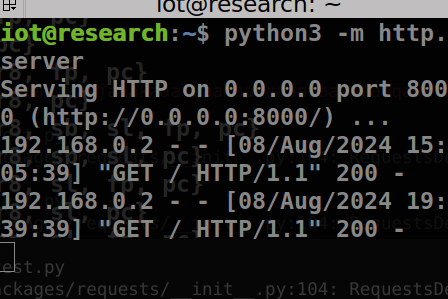 iot@research: ~
iot@research:~$ python3 -m http.
server
Serving HTTP on 0.0.0.0 port 800
0 (http://0.0.0.0:8000/) ...
192.168.0.2 - - [08/Aug/2024 15:
05:39] "GET / HTTP/1.1" 200 -
192.168.0.2 - - [08/Aug/2024 19:
39:39] "GET / HTTP/1.1" 200 -
est.py
ackages/requests/__init__.py:104: RequestsDe